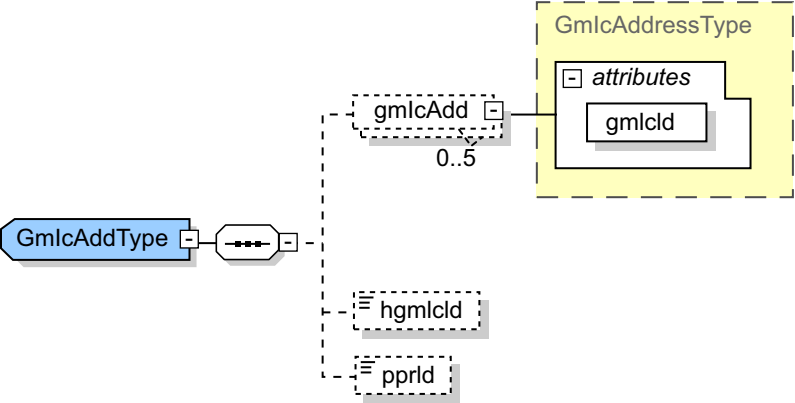 GmlcAddressType
attributes
gmlcAdd
gmlcId
0..5
GmlcAddType
hgmlcId
pprId